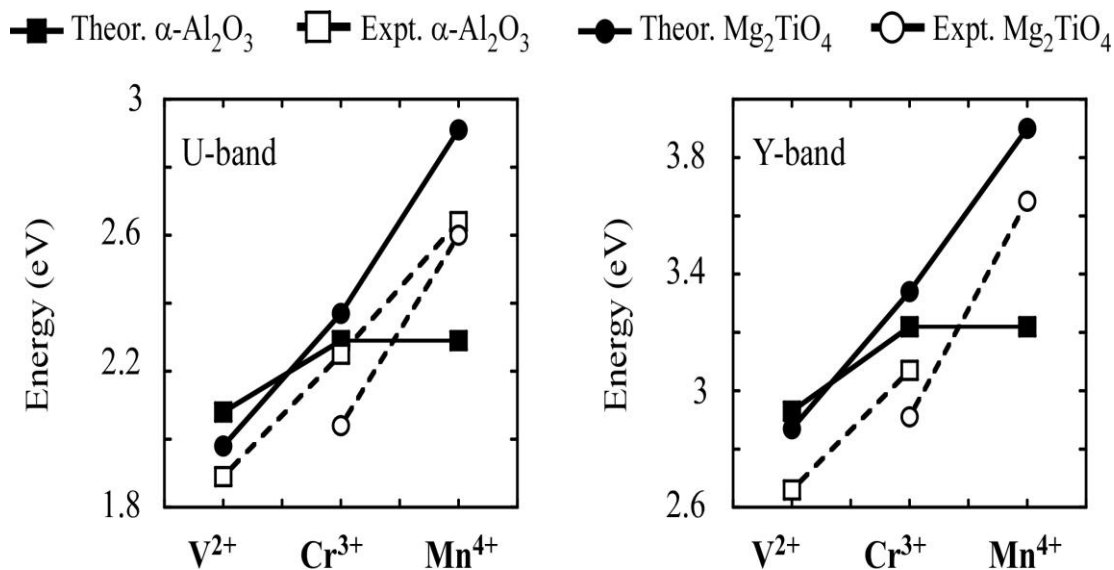 Theor. α-Al₂O₃ Expt. α-Al₂O₃ Theor. Mg₂TiO₄ Expt. Mg₂TiO₄
U-band
Energy (eV)
3
2.6
2.2
1.8
V²⁺ Cr³⁺ Mn⁴⁺
Y-band
Energy (eV)
3.8
3.4
3
2.6
V²⁺ Cr³⁺ Mn⁴⁺